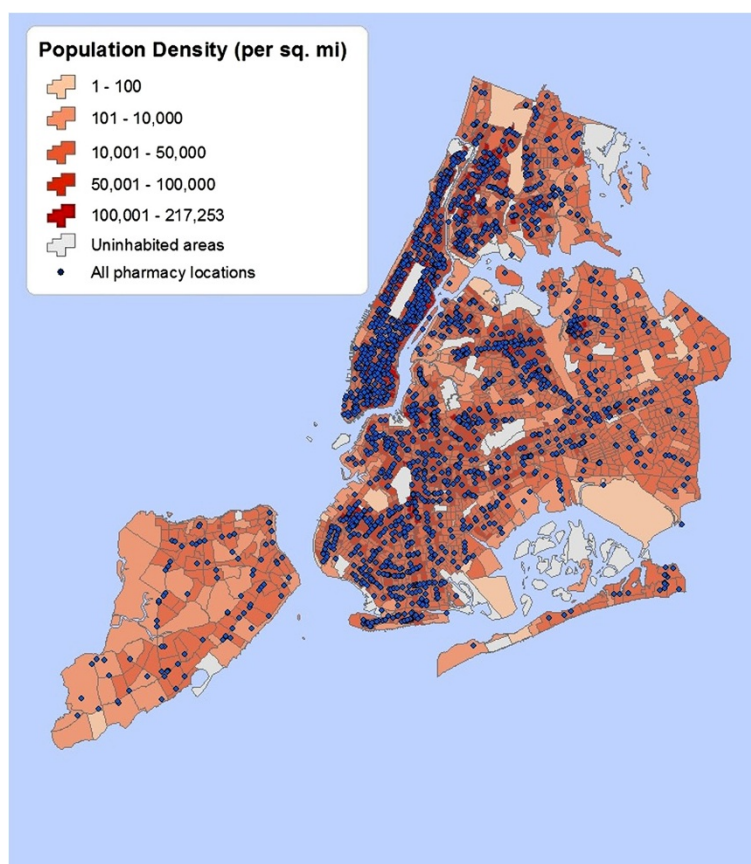 Population Density (per sq. mi)
1 - 100
101 - 10,000
10,001 - 50,000
50,001 - 100,000
100,001 - 217,253
Uninhabited areas
All pharmacy locations